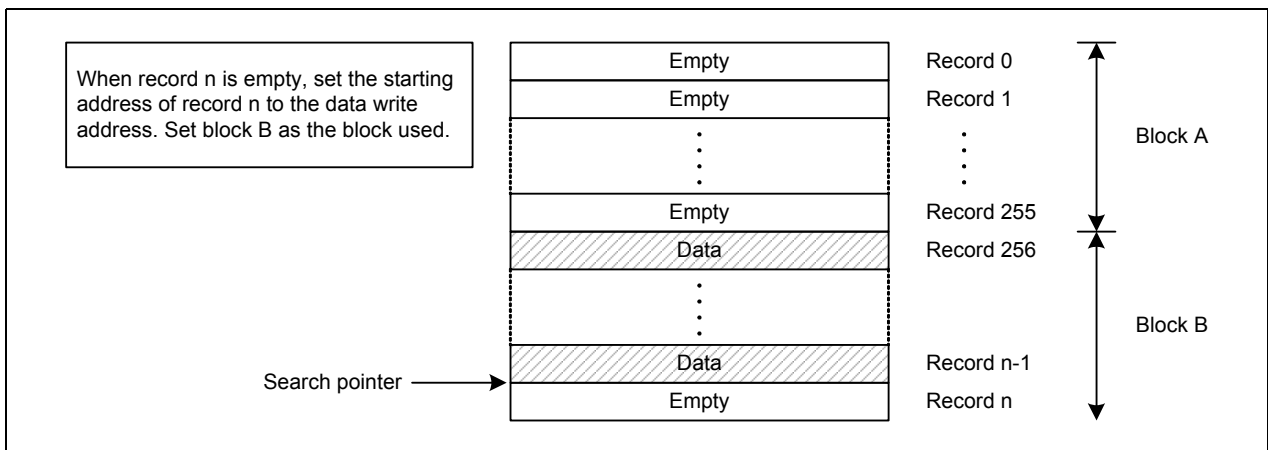 When record n is empty, set the starting
address of record n to the data write
address. Set block B as the block used.
Empty Record 0
Empty Record 1
Block A
Empty Record 255
Data Record 256
Block B
Data Record n-1
Search pointer
Empty Record n